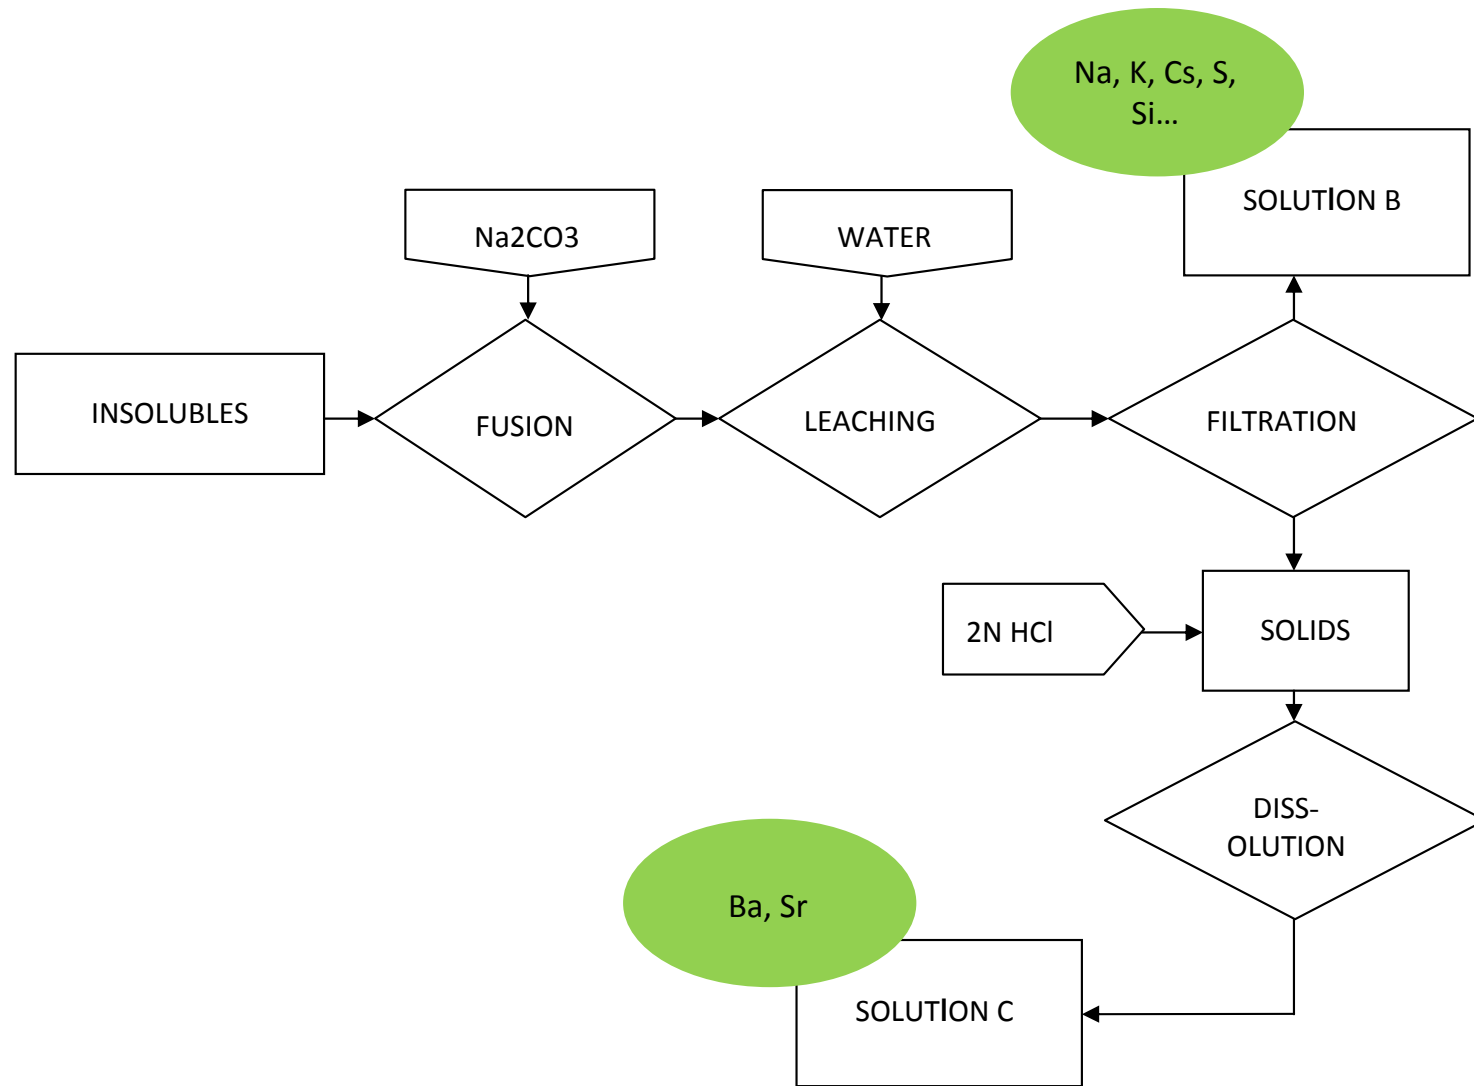 Na, K, Cs, S,
Si...
SOLUTION B
Na2CO3
WATER
INSOLUBLES
FUSION
LEACHING
FILTRATION
2N HCl
SOLIDS
DISS-
OLUTION
Ba, Sr
SOLUTION C